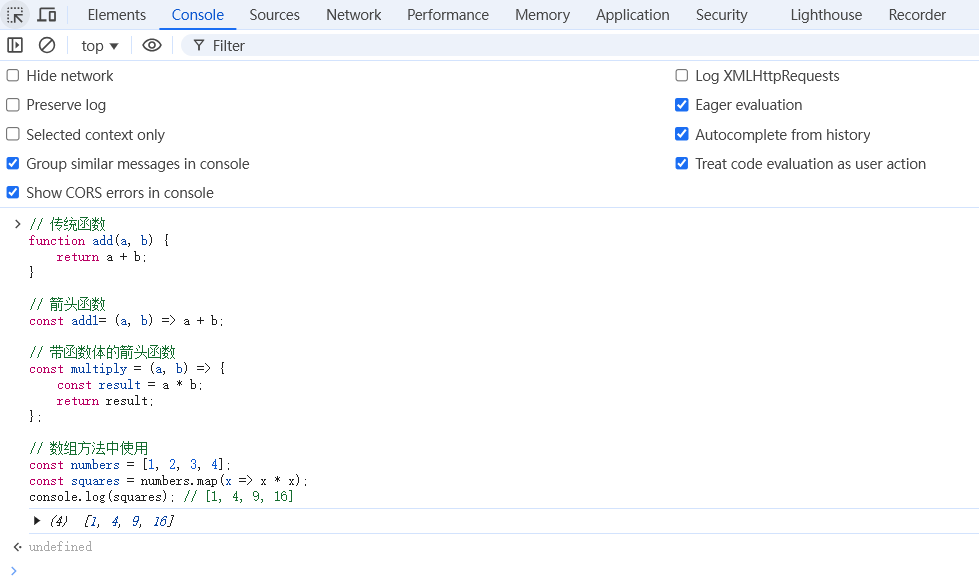 Elements Console Sources Network Performance Memory Application Security Lighthouse Recorder
top Filter
Hide network Log XMLHttpRequests
Preserve log Eager evaluation
Selected context only Autocomplete from history
Group similar messages in console Treat code evaluation as user action
Show CORS errors in console
// 传统函数
function add(a, b) {
    return a + b;
}
// 箭头函数
const add1= (a, b) => a + b;
// 带函数体的箭头函数
const multiply = (a, b) => {
    const result = a * b;
    return result;
};
// 数组方法中使用
const numbers = [1, 2, 3, 4];
const squares = numbers.map(x => x * x);
console.log(squares); // [1, 4, 9, 16]
(4) [1, 4, 9, 16]
undefined